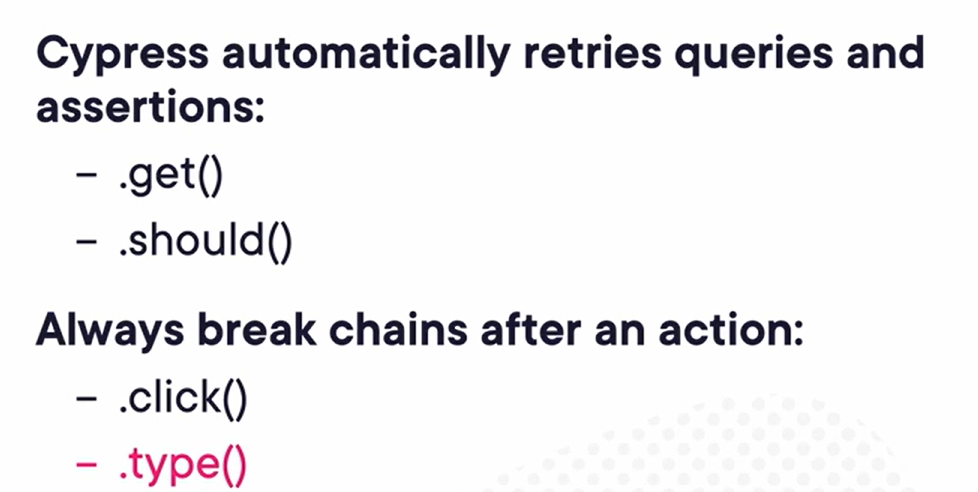 Cypress automatically retries queries and
assertions:
– .get()
– .should()
Always break chains after an action:
– .click()
– .type()